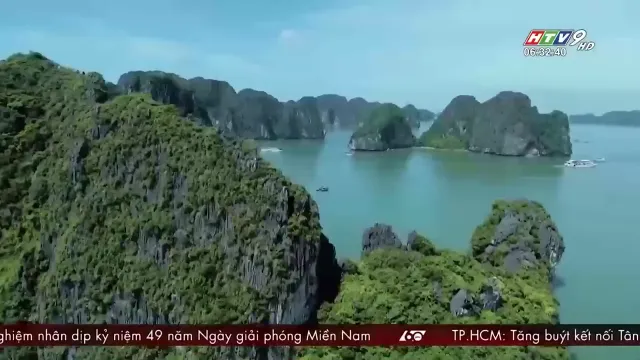 HTV9 HD
06:32:40
nghiệm nhân dịp kỷ niệm 49 năm Ngày giải phóng Miền Nam 60 TP.HCM: Tăng buýt kết nối Tân